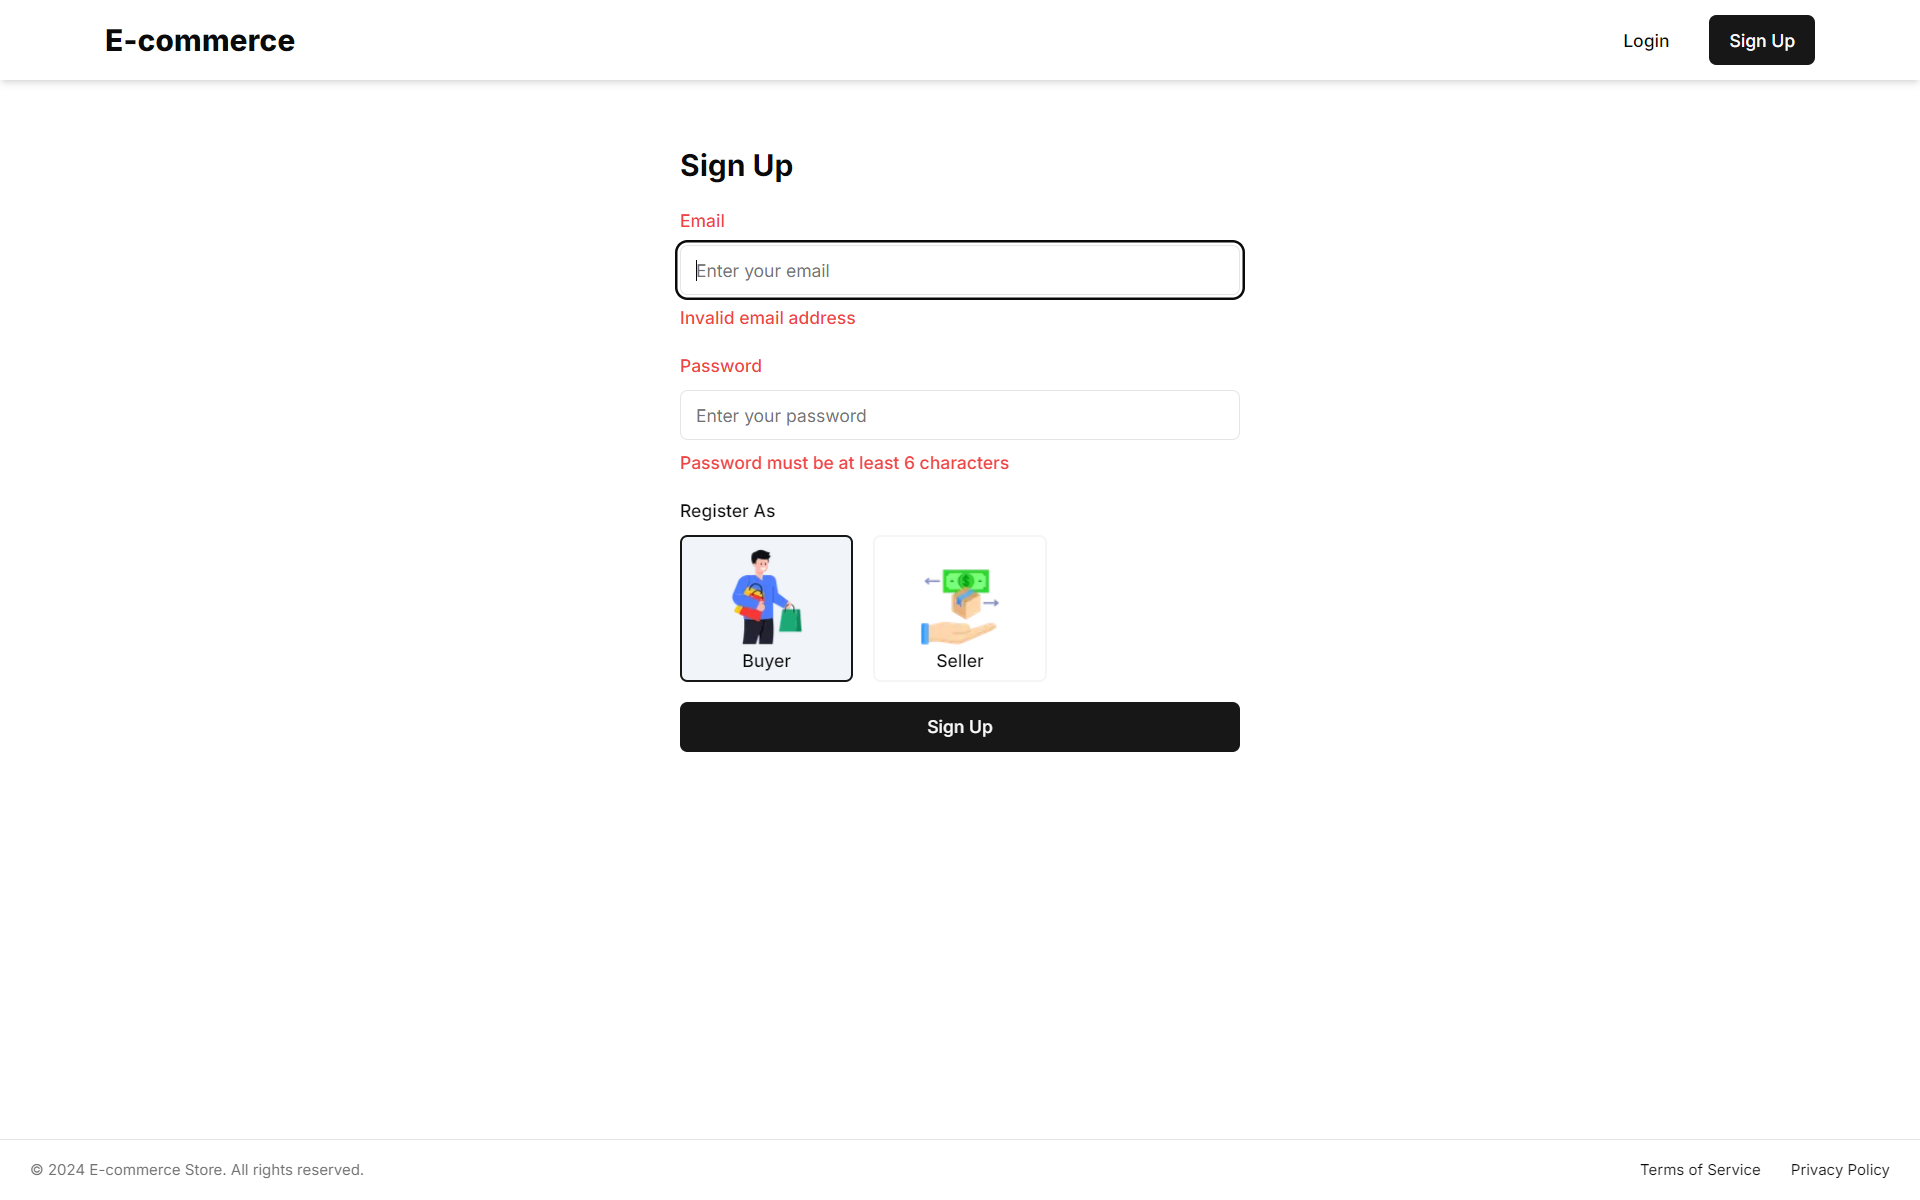 E-commerce
Login
Sign Up
Sign Up
Email
Enter your email
Invalid email address
Password
Enter your password
Password must be at least 6 characters
Register As
Buyer
Seller
Sign Up
© 2024 E-commerce Store. All rights reserved.
Terms of Service
Privacy Policy